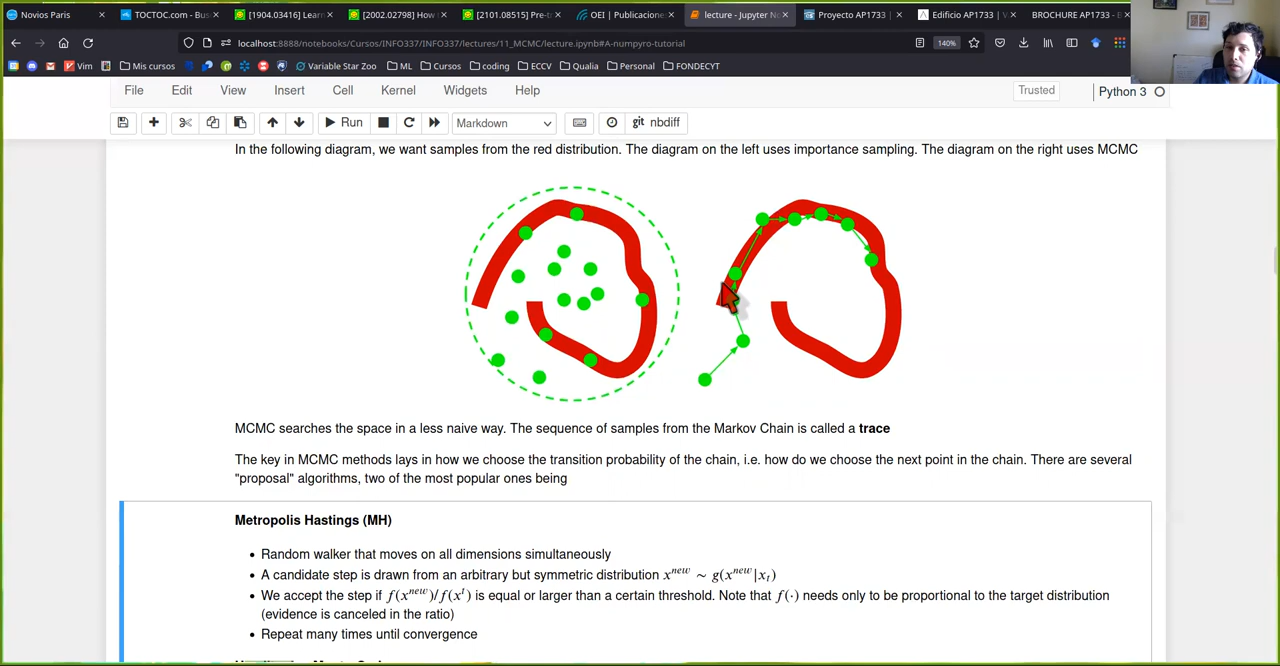 Novios Paris
TOCTOC.com - Bus
[1904.03416] Lear
[2002.02798] How
[2101.08515] Pre-t
OEI | Publicacione
lecture - Jupyter No
Proyecto AP1733
Edificio AP1733 | V
BROCHURE AP1733 - E
localhost:8888/notebooks/Cursos/INFO337/INFO337/lectures/11_MCMC/lecture.ipynb#A-numpyro-tutorial
140%
Vim
Mis cursos
Variable Star Zoo
ML
Cursos
coding
ECCV
Qualia
Personal
FONDECYT
File Edit View Insert Cell Kernel Widgets Help
Trusted
Python 3
Run
Markdown
git nbdiff
In the following diagram, we want samples from the red distribution. The diagram on the left uses importance sampling. The diagram on the right uses MCMC
MCMC searches the space in a less naive way. The sequence of samples from the Markov Chain is called a trace
The key in MCMC methods lays in how we choose the transition probability of the chain, i.e. how do we choose the next point in the chain. There are several
"proposal" algorithms, two of the most popular ones being
Metropolis Hastings (MH)
• Random walker that moves on all dimensions simultaneously
• A candidate step is drawn from an arbitrary but symmetric distribution x^new ~ g(x^new|x_t)
• We accept the step if f(x^new)/f(x^t) is equal or larger than a certain threshold. Note that f(·) needs only to be proportional to the target distribution
(evidence is canceled in the ratio)
• Repeat many times until convergence